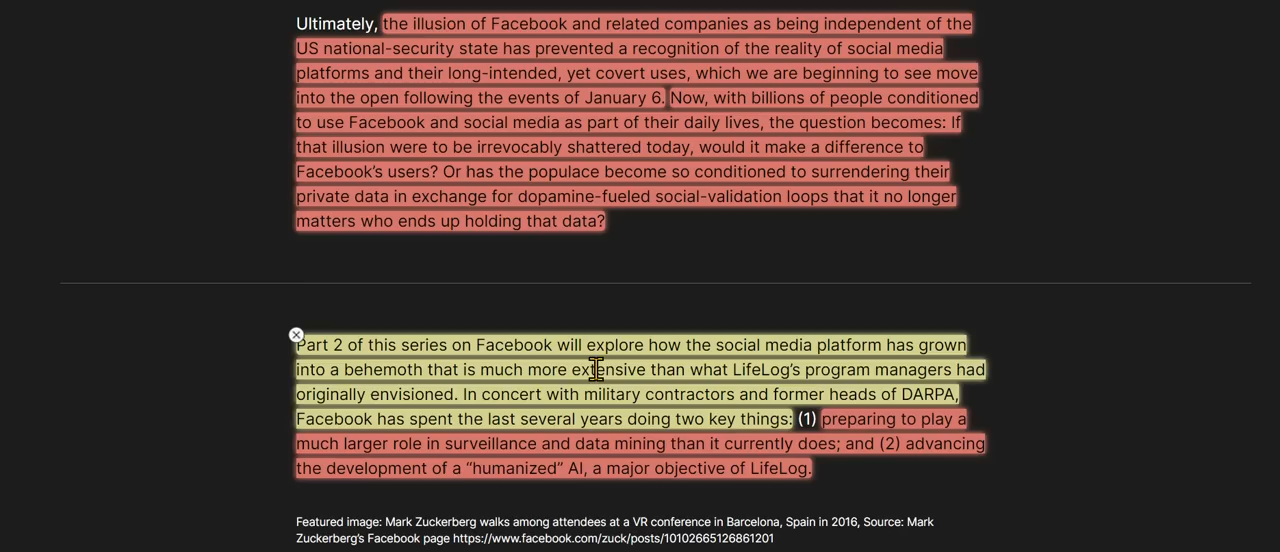 Ultimately, the illusion of Facebook and related companies as being independent of the
US national-security state has prevented a recognition of the reality of social media
platforms and their long-intended, yet covert uses, which we are beginning to see move
into the open following the events of January 6. Now, with billions of people conditioned
to use Facebook and social media as part of their daily lives, the question becomes: If
that illusion were to be irrevocably shattered today, would it make a difference to
Facebook’s users? Or has the populace become so conditioned to surrendering their
private data in exchange for dopamine-fueled social-validation loops that it no longer
matters who ends up holding that data?
Part 2 of this series on Facebook will explore how the social media platform has grown
into a behemoth that is much more extensive than what LifeLog’s program managers had
originally envisioned. In concert with military contractors and former heads of DARPA,
Facebook has spent the last several years doing two key things: (1) preparing to play a
much larger role in surveillance and data mining than it currently does; and (2) advancing
the development of a “humanized” AI, a major objective of LifeLog.
Featured image: Mark Zuckerberg walks among attendees at a VR conference in Barcelona, Spain in 2016, Source: Mark
Zuckerberg’s Facebook page https://www.facebook.com/zuck/posts/10102665126861201